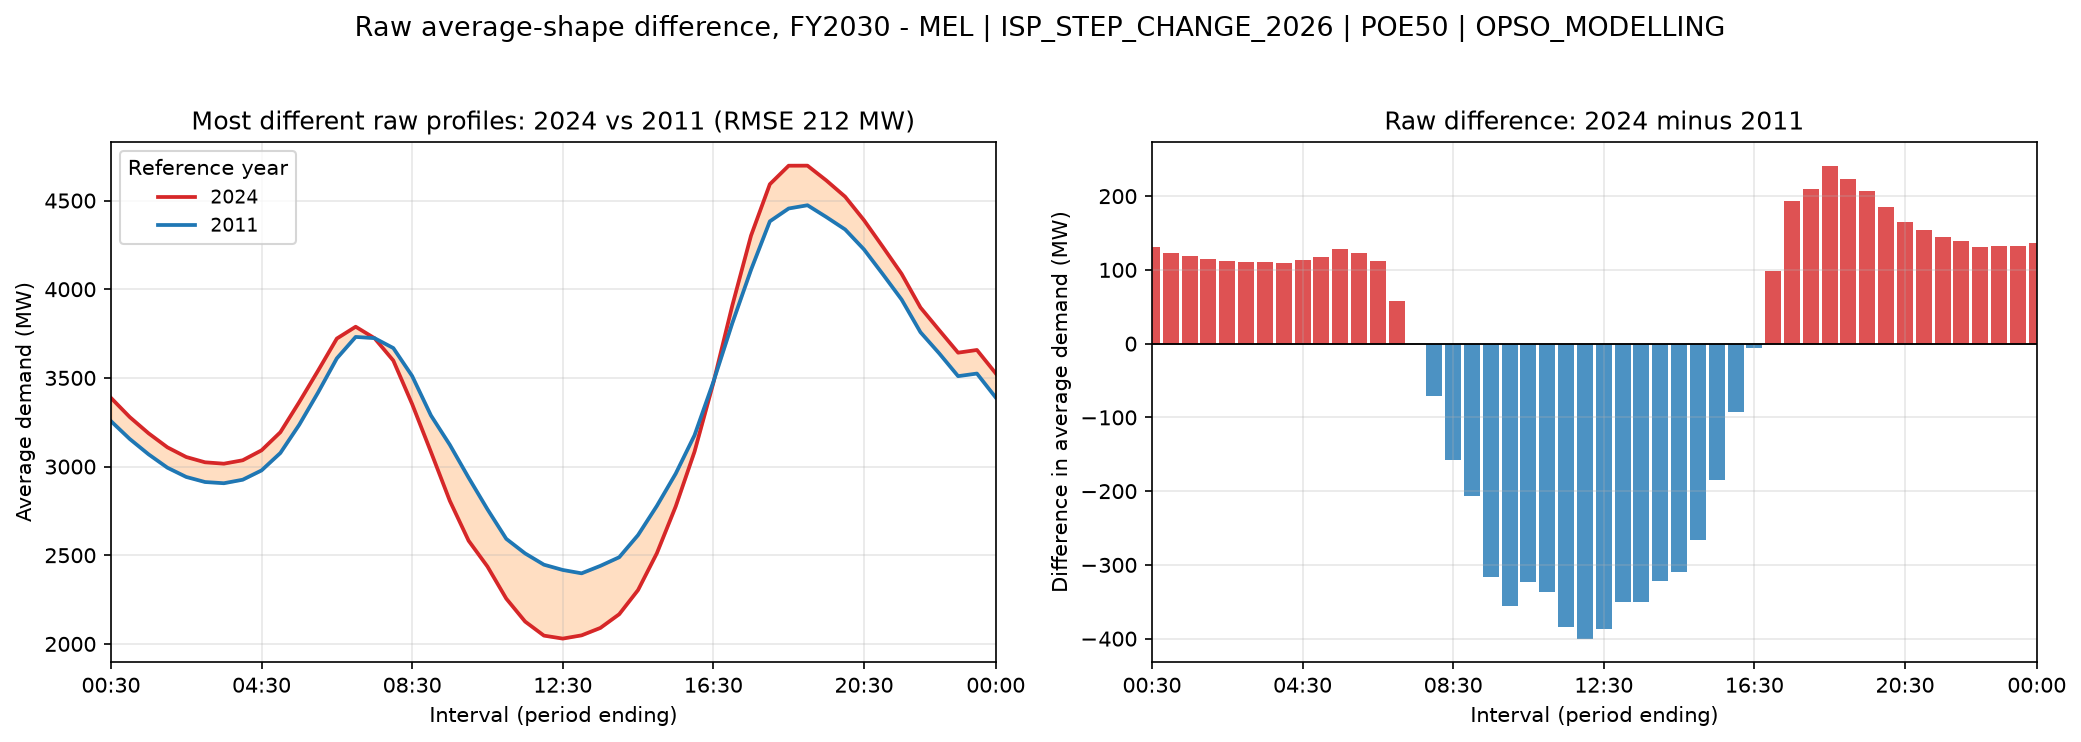 Raw average-shape difference, FY2030 - MEL | ISP_STEP_CHANGE_2026 | POE50 | OPSO_MODELLING
Most different raw profiles: 2024 vs 2011 (RMSE 212 MW)
Reference year
2024
2011
Average demand (MW)
4500
4000
3500
3000
2500
2000
00:30 04:30 08:30 12:30 16:30 20:30 00:00
Interval (period ending)
Raw difference: 2024 minus 2011
Difference in average demand (MW)
200
100
0
−100
−200
−300
−400
00:30 04:30 08:30 12:30 16:30 20:30 00:00
Interval (period ending)